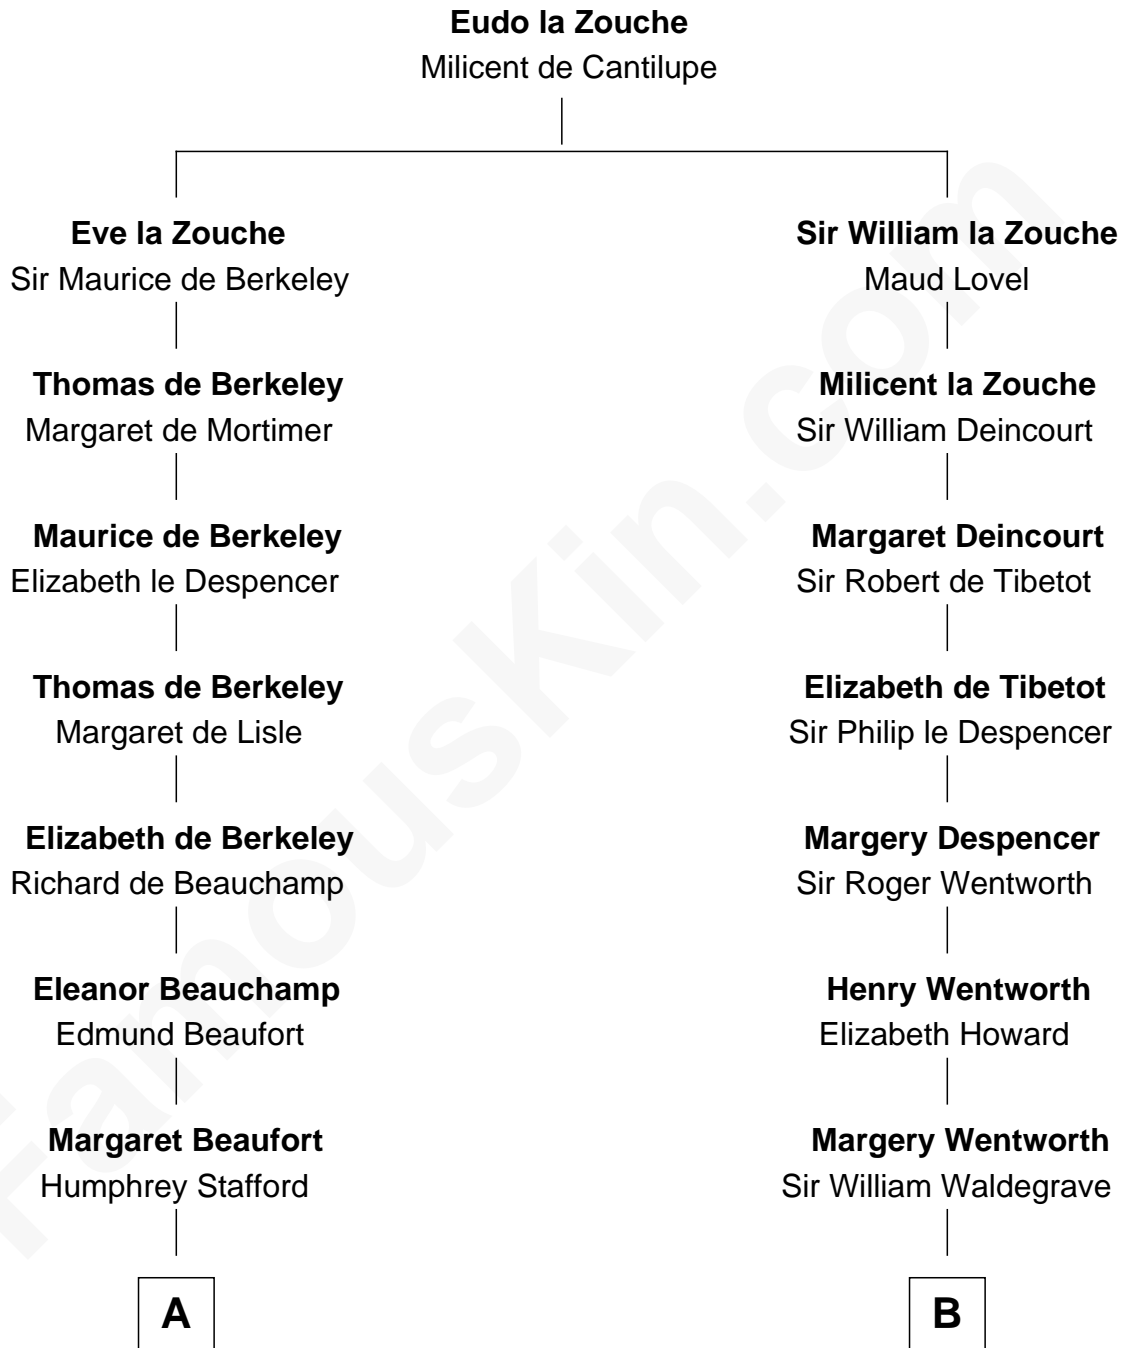 Eudo la Zouche
Milicent de Cantilupe
Eve la Zouche
Sir Maurice de Berkeley
Sir William la Zouche
Maud Lovel
Thomas de Berkeley
Margaret de Mortimer
Milicent la Zouche
Sir William Deincourt
Maurice de Berkeley
Elizabeth le Despencer
Margaret Deincourt
Sir Robert de Tibetot
Thomas de Berkeley
Margaret de Lisle
Elizabeth de Tibetot
Sir Philip le Despencer
Elizabeth de Berkeley
Richard de Beauchamp
Margery Despencer
Sir Roger Wentworth
Eleanor Beauchamp
Edmund Beaufort
Henry Wentworth
Elizabeth Howard
Margaret Beaufort
Humphrey Stafford
Margery Wentworth
Sir William Waldegrave
A
B
FamousKin.com